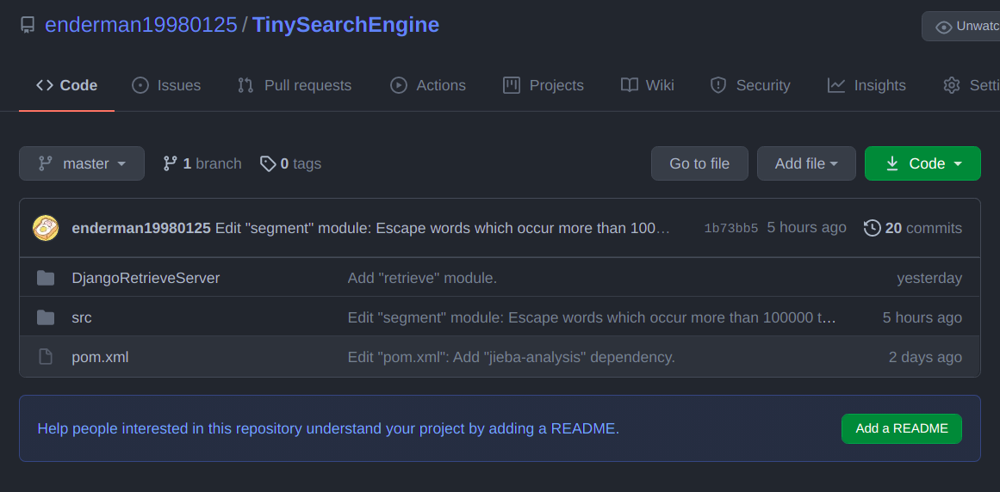 enderman19980125 / TinySearchEngine
Unwatc
Code Issues Pull requests Actions Projects Wiki Security Insights Setti
master 1 branch 0 tags Go to file Add file Code
enderman19980125 Edit "segment" module: Escape words which occur more than 100… 1b73bb5 5 hours ago 20 commits
DjangoRetrieveServer Add "retrieve" module. yesterday
src Edit "segment" module: Escape words which occur more than 100000 t… 5 hours ago
pom.xml Edit "pom.xml": Add "jieba-analysis" dependency. 2 days ago
Help people interested in this repository understand your project by adding a README. Add a README